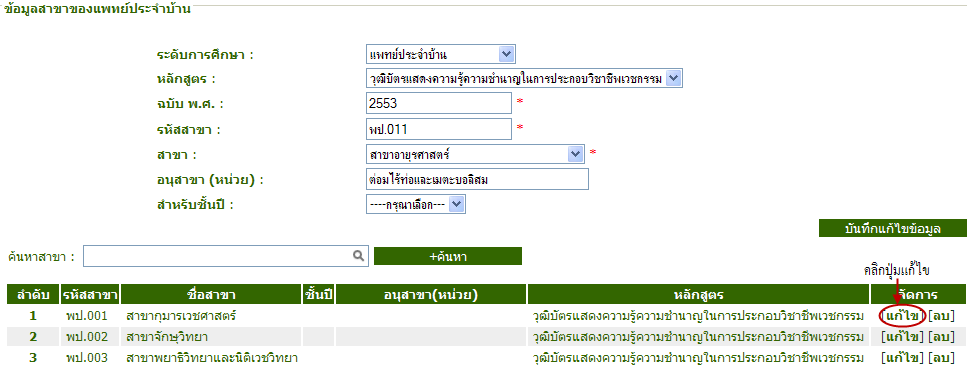 ข้อมูลสาขาของแพทย์ประจำบ้าน
ระดับการศึกษา : แพทย์ประจำบ้าน
หลักสูตร : วุฒิบัตรแสดงความรู้ความชำนาญในการประกอบวิชาชีพเวชกรรม
ฉบับ พ.ศ. : 2553 *
รหัสสาขา : พป.011 *
สาขา : สาขาอายุรศาสตร์ *
อนุสาขา (หน่วย) : ต่อมไร้ท่อและเมตะบอลิสม
สำหรับชั้นปี : ----กรุณาเลือก---
บันทึกแก้ไขข้อมูล
ค้นหาสาขา : +ค้นหา
คลิกปุ่มแก้ไข
ลำดับ รหัสสาขา ชื่อสาขา ชั้นปี อนุสาขา(หน่วย) หลักสูตร จัดการ
1 พป.001 สาขากุมารเวชศาสตร์ วุฒิบัตรแสดงความรู้ความชำนาญในการประกอบวิชาชีพเวชกรรม [แก้ไข] [ลบ]
2 พป.002 สาขาจักษุวิทยา วุฒิบัตรแสดงความรู้ความชำนาญในการประกอบวิชาชีพเวชกรรม [แก้ไข] [ลบ]
3 พป.003 สาขาพยาธิวิทยาและนิติเวชวิทยา วุฒิบัตรแสดงความรู้ความชำนาญในการประกอบวิชาชีพเวชกรรม [แก้ไข] [ลบ]